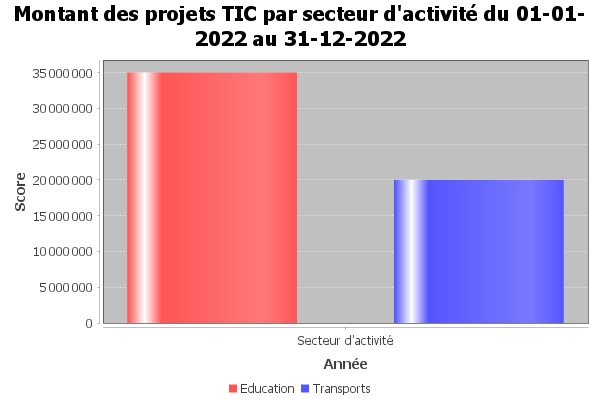 Montant des projets TIC par secteur d'activité du 01-01-
2022 au 31-12-2022
Score
35 000 000
30 000 000
25 000 000
20 000 000
15 000 000
10 000 000
5 000 000
0
Secteur d'activité
Année
Education Transports